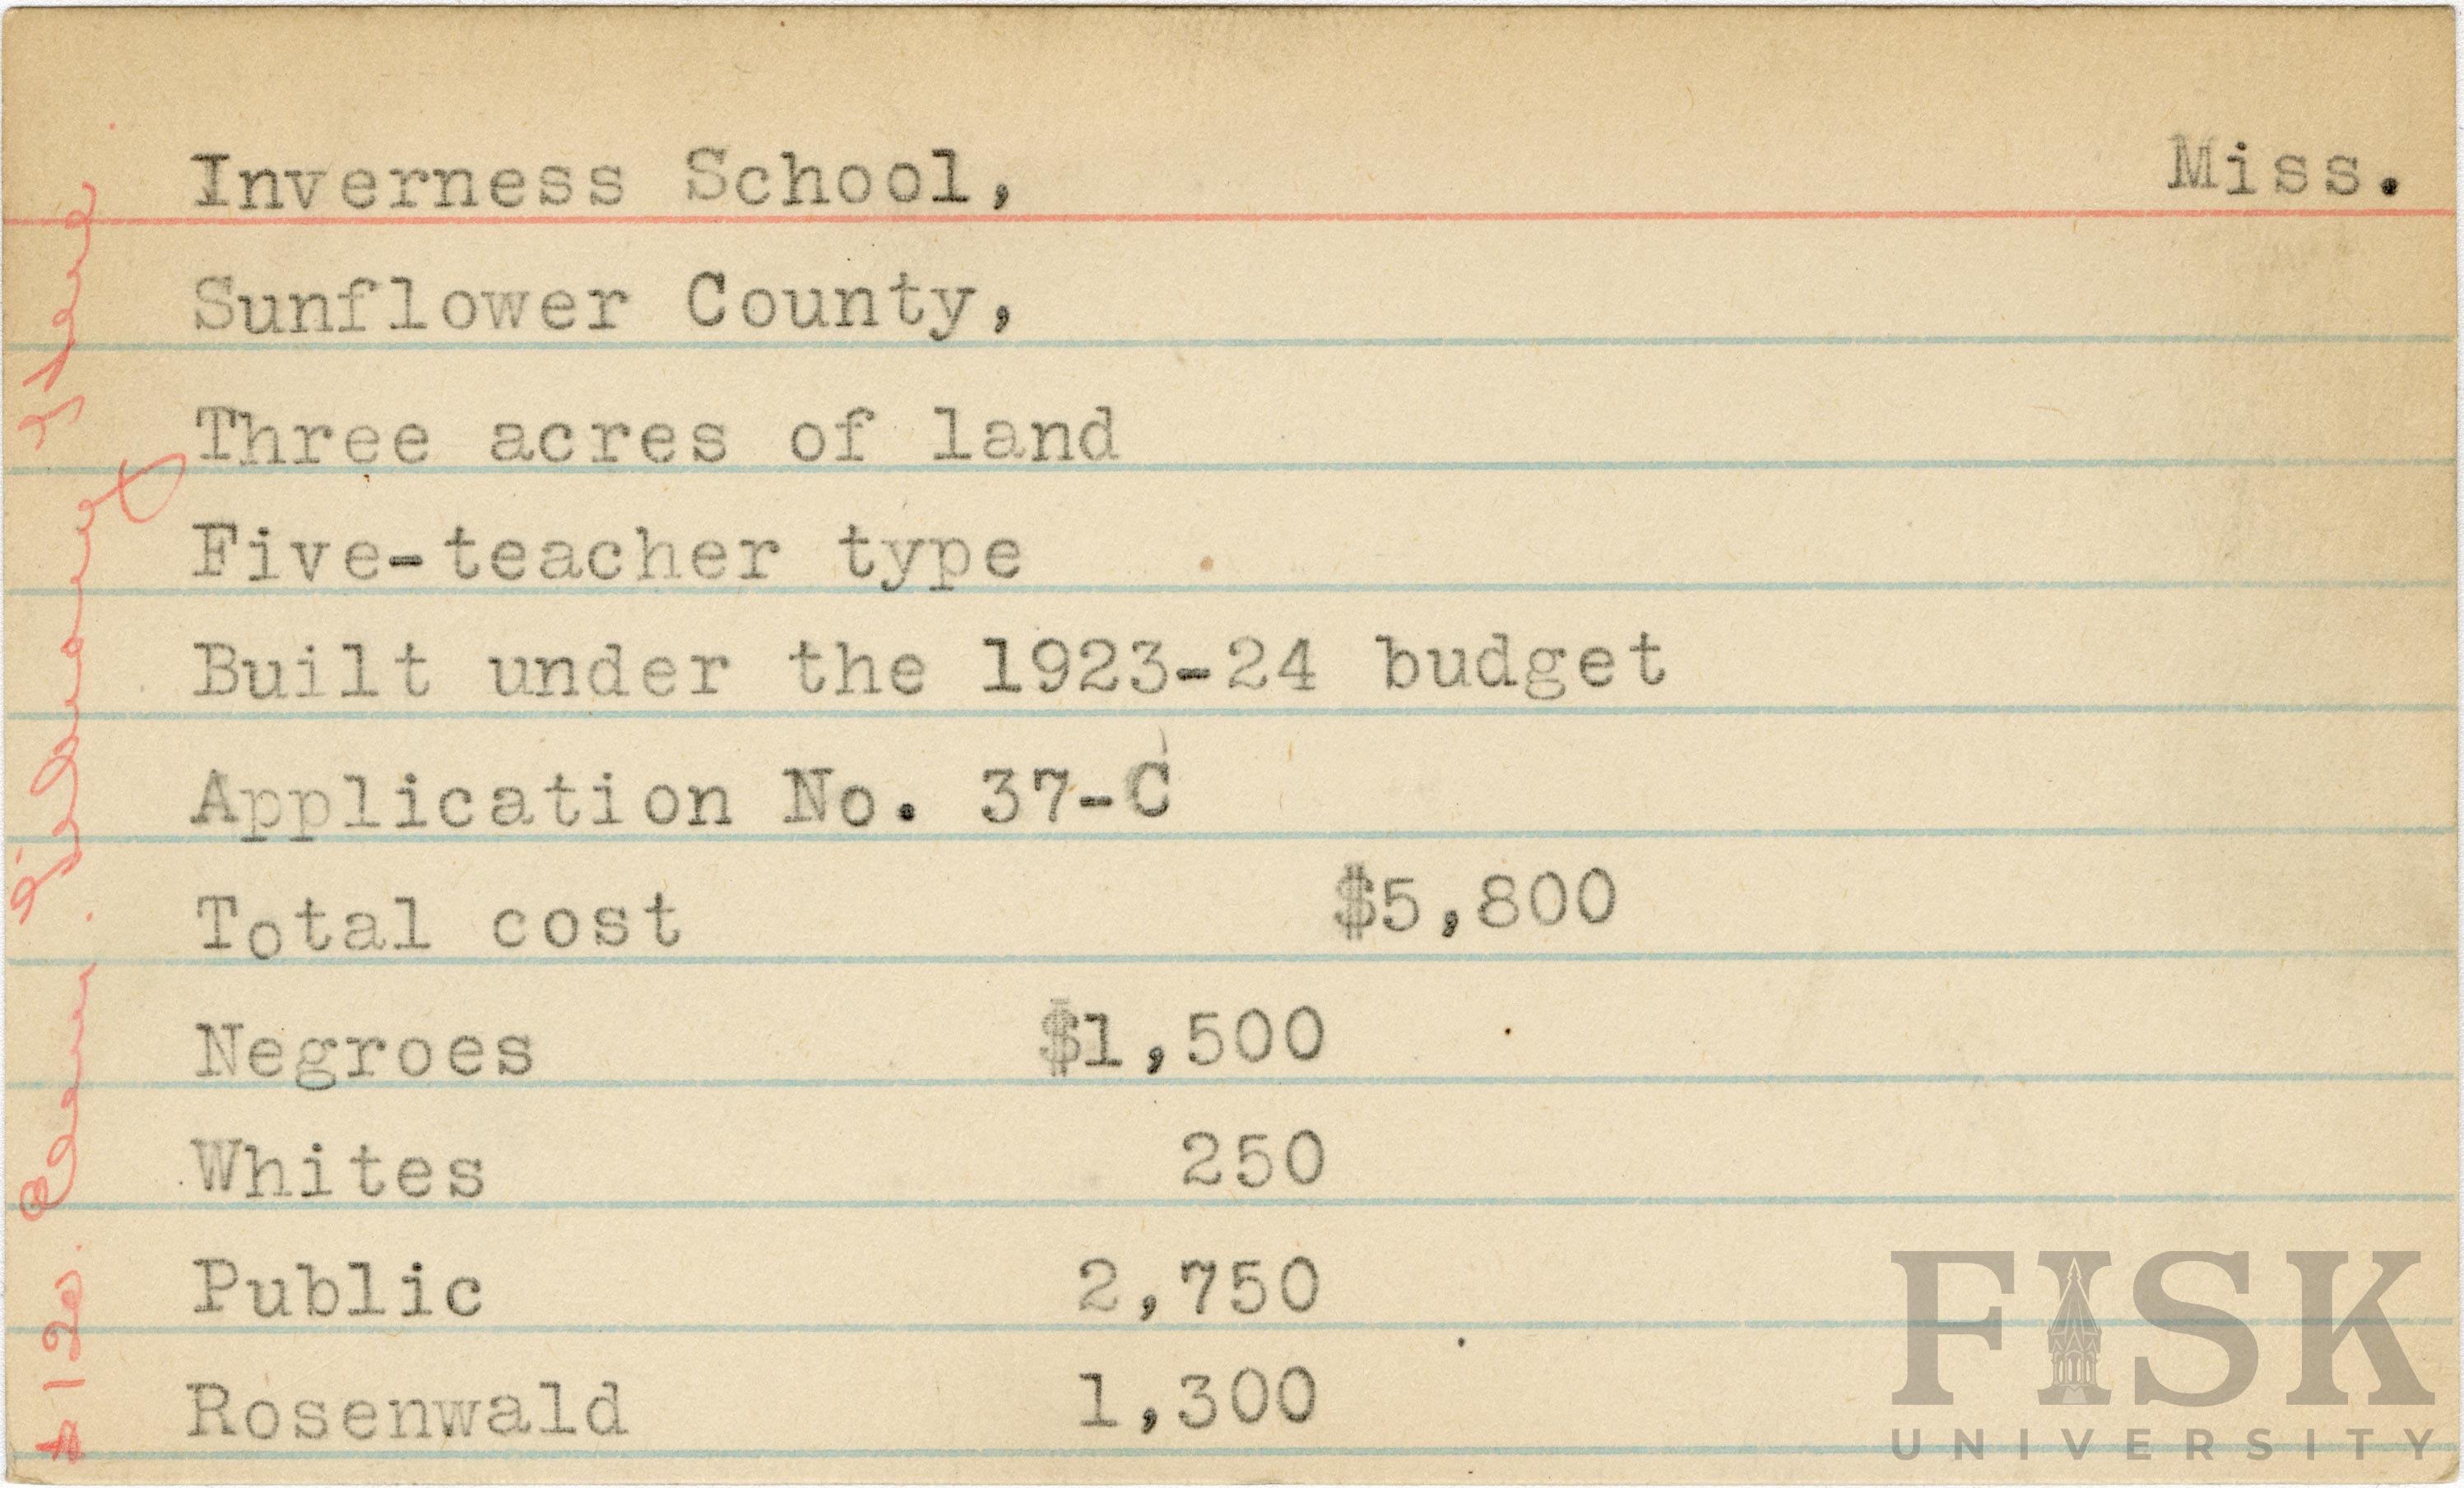 Inverness School, Miss.
Sunflower County,
Three acres of land
Five-teacher type
Built under the 1923-24 budget
Application No. 37-C
Total cost $5,800
Negroes $1,500
Whites 250
Public 2,750
Rosenwald 1,300
FISK
UNIVERSITY